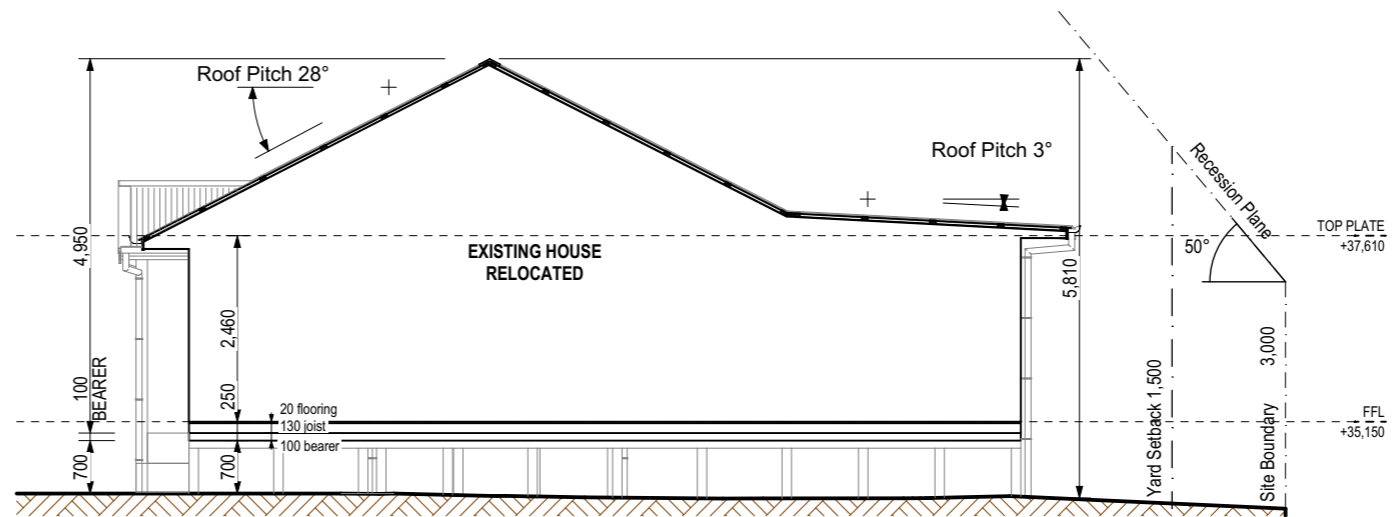 Roof Pitch 28°
Roof Pitch 3°
Recession Plane
50°
TOP PLATE
+37,610
EXISTING HOUSE
RELOCATED
4,950
5,810
2,460
100
BEARER
250
20 flooring
130 joist
100 bearer
700
700
Yard Setback 1,500
Site Boundary
3,000
FFL
+35,150